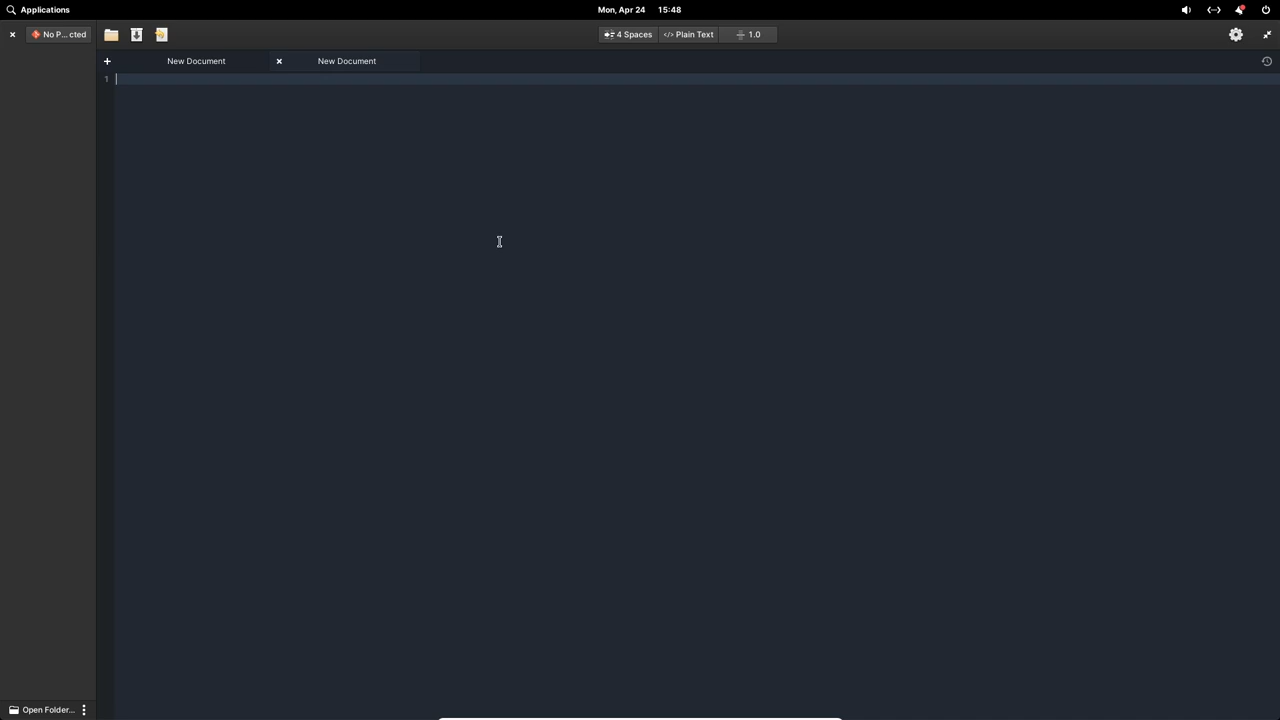 Applications
Mon, Apr 24 15:48
No P... cted
4 Spaces
</> Plain Text
1.0
New Document
New Document
1
Open Folder...